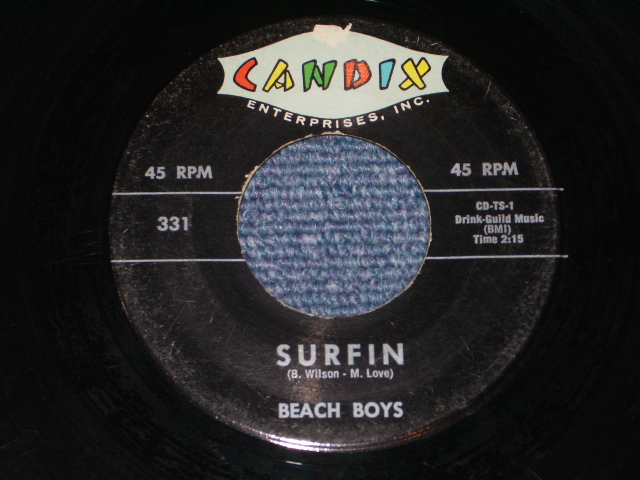 CANDIX
ENTERPRISES, INC.
45 RPM
45 RPM
331
CD-TS-1
Drink-Guild Music
(BMI)
Time 2:15
SURFIN
(B. Wilson - M. Love)
BEACH BOYS